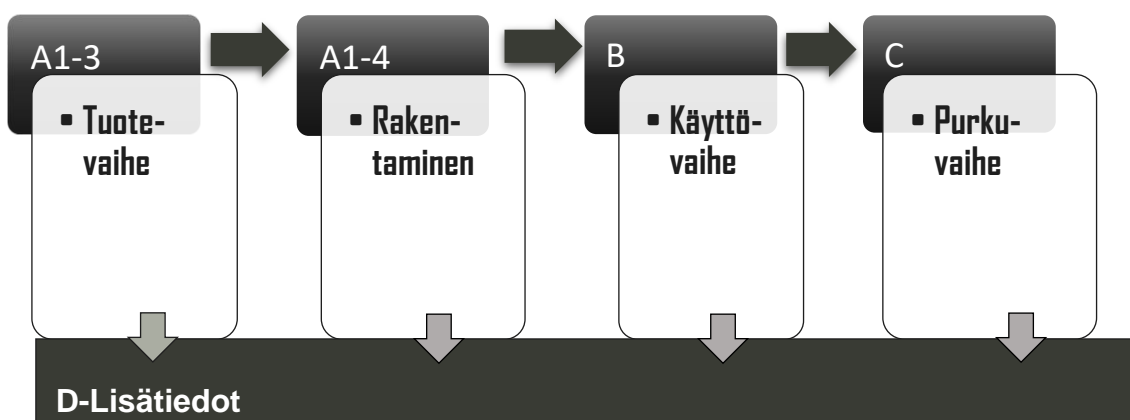 A1-3
▪ Tuote-
vaihe
A1-4
▪ Raken-
taminen
B
▪ Käyttö-
vaihe
C
▪ Purku-
vaihe
D-Lisätiedot